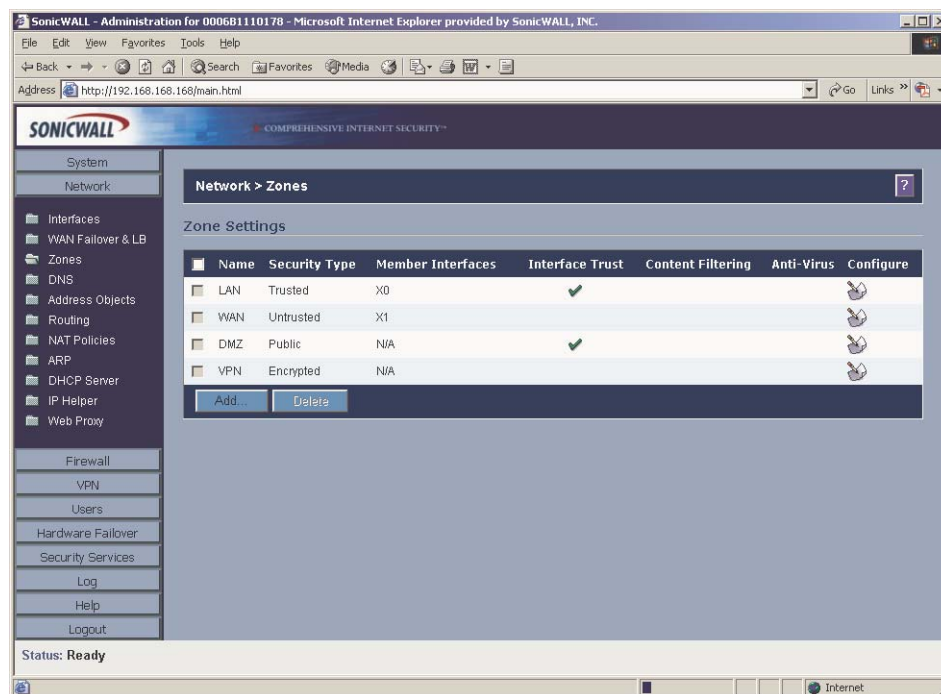 SonicWALL - Administration for 0006B1110178 - Microsoft Internet Explorer provided by SonicWALL, INC.
File Edit View Favorites Tools Help
Back Search Favorites Media
Address http://192.168.168.168/main.html Go Links »
SONICWALL COMPREHENSIVE INTERNET SECURITY™
System
Network
Interfaces
WAN Failover & LB
Zones
DNS
Address Objects
Routing
NAT Policies
ARP
DHCP Server
IP Helper
Web Proxy
Firewall
VPN
Users
Hardware Failover
Security Services
Log
Help
Logout
Network > Zones ?
Zone Settings
Name Security Type Member Interfaces Interface Trust Content Filtering Anti-Virus Configure
LAN Trusted X0
WAN Untrusted X1
DMZ Public N/A
VPN Encrypted N/A
Add... Delete
Status: Ready
Internet